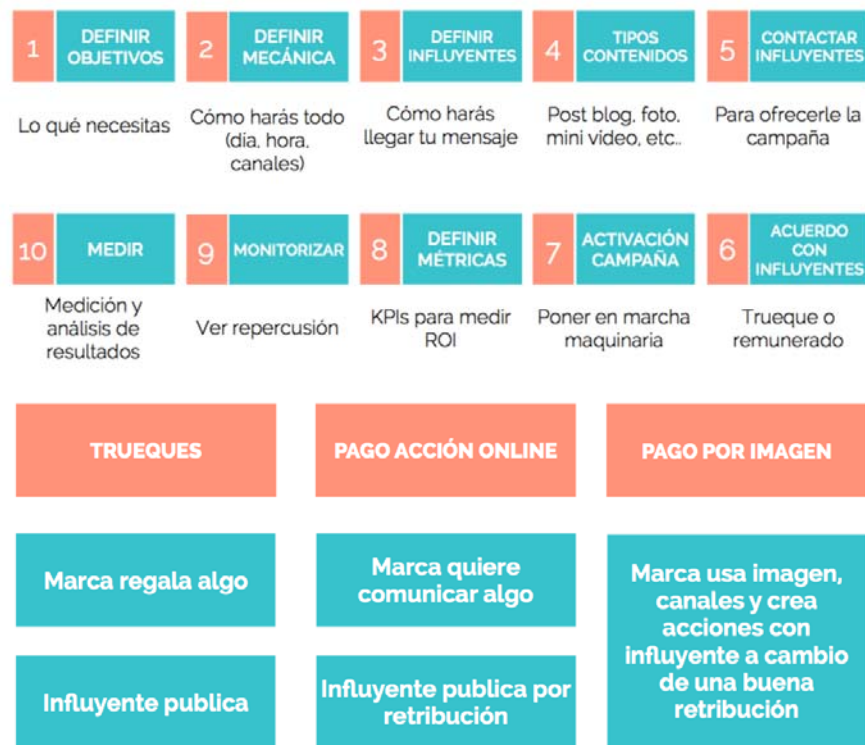 1
DEFINIR
OBJETIVOS
Lo qué necesitas
2
DEFINIR
MECÁNICA
Cómo harás todo
(día, hora,
canales)
3
DEFINIR
INFLUYENTES
Cómo harás
llegar tu mensaje
4
TIPOS
CONTENIDOS
Post blog, foto,
mini vídeo, etc..
5
CONTACTAR
INFLUYENTES
Para ofrecerle la
campaña
10
MEDIR
Medición y
análisis de
resultados
9
MONITORIZAR
Ver repercusión
8
DEFINIR
MÉTRICAS
KPIs para medir
ROI
7
ACTIVACIÓN
CAMPAÑA
Poner en marcha
maquinaria
6
ACUERDO
CON
INFLUYENTES
Trueque o
remunerado
TRUEQUES
PAGO ACCIÓN ONLINE
PAGO POR IMAGEN
Marca regala algo
Marca quiere
comunicar algo
Marca usa imagen,
canales y crea
acciones con
influyente a cambio
de una buena
retribución
Influyente publica
Influyente publica por
retribución